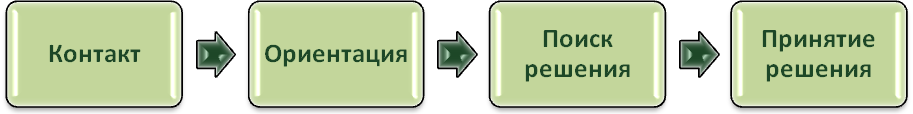 Контакт
Ориентация
Поиск
решения
Принятие
решения